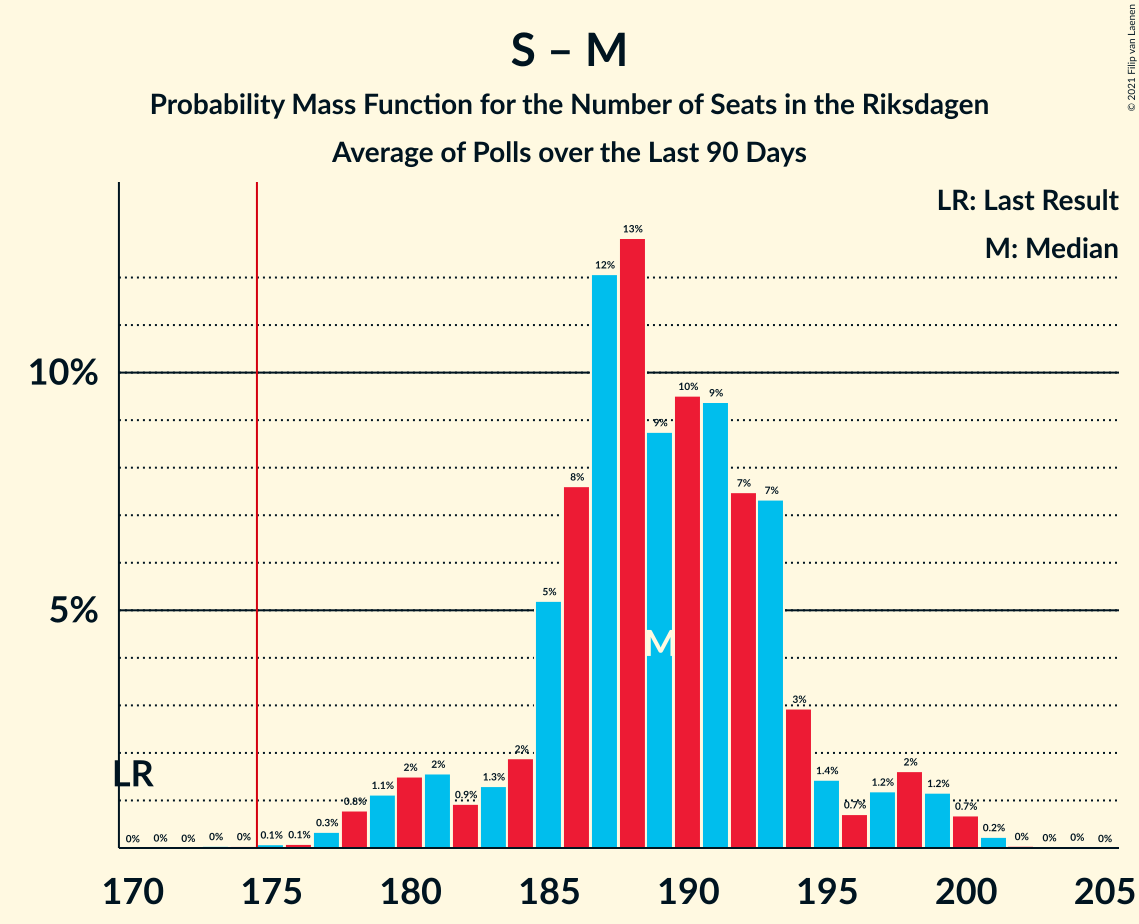 S – M
Probability Mass Function for the Number of Seats in the Riksdagen
Average of Polls over the Last 90 Days
© 2021 Filip van Laenen
LR: Last Result
M: Median
10%
5%
LR
M
0% 0% 0% 0% 0% 0.1% 0.1% 0.3% 0.8% 1.1% 2% 2% 0.9% 1.3% 2% 5% 8% 12% 13% 9% 10% 9% 7% 7% 3% 1.4% 0.7% 1.2% 2% 1.2% 0.7% 0.2% 0% 0% 0% 0%
170 175 180 185 190 195 200 205